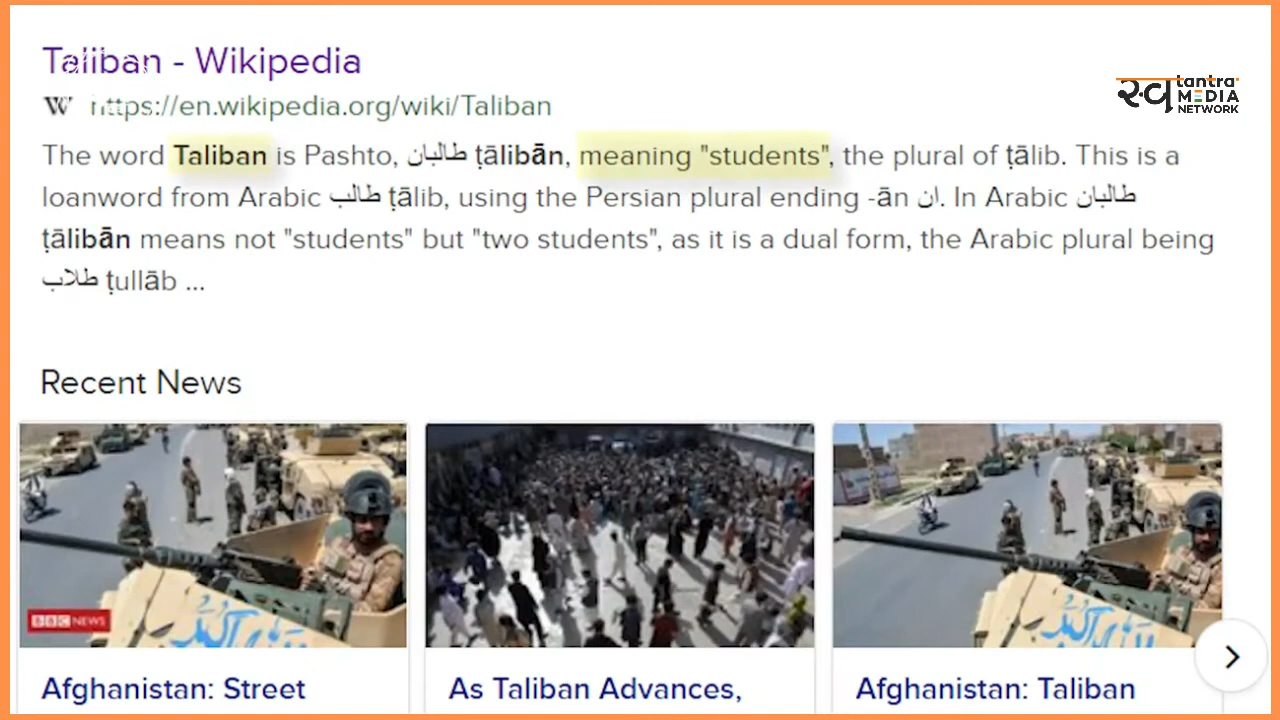 Taliban - Wikipedia
W https://en.wikipedia.org/wiki/Taliban
स्व tantra
MEDIA
NETWORK
The word Taliban is Pashto, طالبان ṭālibān, meaning "students", the plural of ṭālib. This is a
loanword from Arabic طالب ṭālib, using the Persian plural ending -ān ان. In Arabic طالبان
ṭālibān means not "students" but "two students", as it is a dual form, the Arabic plural being
طلاب ṭullāb ...
Recent News
BBC NEWS
Afghanistan: Street
As Taliban Advances,
Afghanistan: Taliban